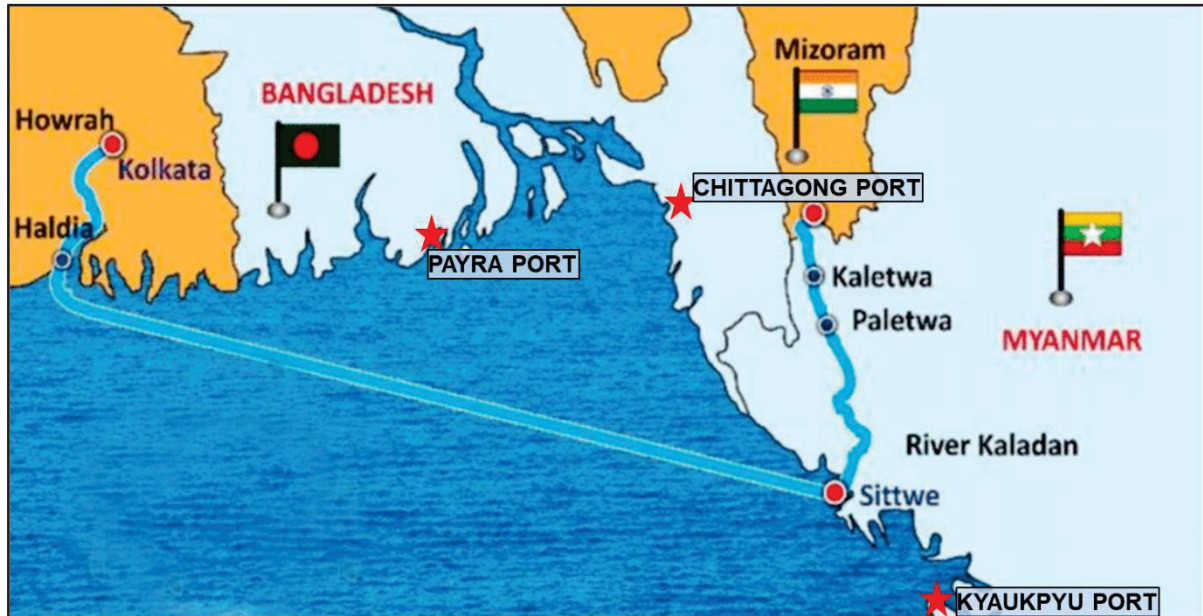 Mizoram
BANGLADESH
Howrah
Kolkata
CHITTAGONG PORT
Haldia
PAYRA PORT
Kaletwa
Paletwa
MYANMAR
River Kaladan
Sittwe
KYAUKPYU PORT